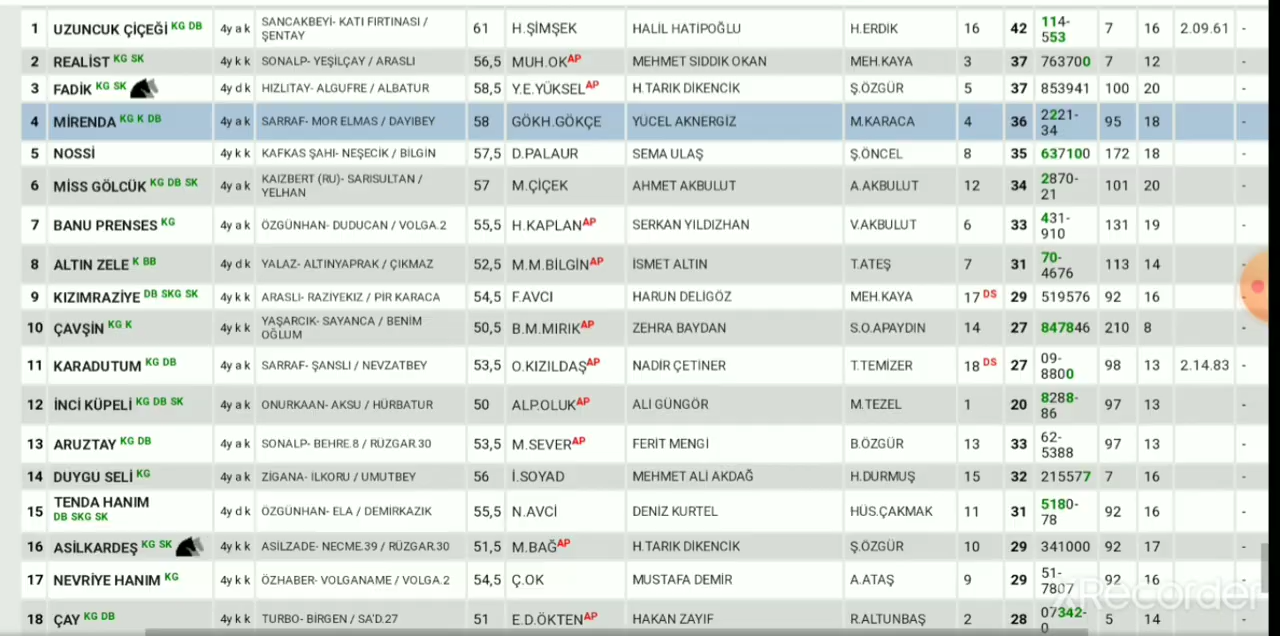 1 UZUNCUK ÇİÇEĞİ KG DB 4y a k SANCAKBEYİ- KATI FIRTINASI / ŞENTAY 61 H.ŞİMŞEK HALİL HATİPOĞLU H.ERDİK 16 42 114-553 7 16 2.09.61 -
2 REALİST KG SK 4y k k SONALP- YEŞİLÇAY / ARASLI 56,5 MUH.OK AP MEHMET SIDDIK OKAN MEH.KAYA 3 37 763700 7 12 -
3 FADİK KG SK 4y d k HIZLITAY- ALGUFRE / ALBATUR 58,5 Y.E.YÜKSEL AP H.TARIK DİKENCİK Ş.ÖZGÜR 5 37 853941 100 20 -
4 MİRENDA KG K DB 4y a k SARRAF- MOR ELMAS / DAYIBEY 58 GÖKH.GÖKÇE YÜCEL AKNERGİZ M.KARACA 4 36 2221-34 95 18 -
5 NOSSİ 4y k k KAFKAS ŞAHI- NEŞECİK / BİLGİN 57,5 D.PALAUR SEMA ULAŞ Ş.ÖNCEL 8 35 637100 172 18 -
6 MİSS GÖLCÜK KG DB SK 4y a k KAIZBERT (RU)- SARISULTAN / YELHAN 57 M.ÇİÇEK AHMET AKBULUT A.AKBULUT 12 34 2870-21 101 20 -
7 BANU PRENSES KG 4y a k ÖZGÜNHAN- DUDUCAN / VOLGA.2 55,5 H.KAPLAN AP SERKAN YILDIZHAN V.AKBULUT 6 33 431-910 131 19 -
8 ALTIN ZELE K BB 4y d k YALAZ- ALTINYAPRAK / ÇIKMAZ 52,5 M.M.BİLGİN AP İSMET ALTIN T.ATEŞ 7 31 70-4676 113 14 -
9 KIZIMRAZİYE DB SKG SK 4y k k ARASLI- RAZİYEKIZ / PİR KARACA 54,5 F.AVCI HARUN DELİGÖZ MEH.KAYA 17 DS 29 519576 92 16 -
10 ÇAVŞİN KG K 4y k k YAŞARCIK- SAYANCA / BENİM OĞLUM 50,5 B.M.MIRIK AP ZEHRA BAYDAN S.O.APAYDIN 14 27 847846 210 8 -
11 KARADUTUM KG DB 4y a k SARRAF- ŞANSLI / NEVZATBEY 53,5 O.KIZILDAŞ AP NADİR ÇETİNER T.TEMİZER 18 DS 27 09-8800 98 13 2.14.83 -
12 İNCİ KÜPELİ KG DB SK 4y a k ONURKAAN- AKSU / HÜRBATUR 50 ALP.OLUK AP ALİ GÜNGÖR M.TEZEL 1 20 8288-86 97 13 -
13 ARUZTAY KG DB 4y a k SONALP- BEHRE.8 / RÜZGAR.30 53,5 M.SEVER AP FERİT MENGİ B.ÖZGÜR 13 33 62-5388 97 13 -
14 DUYGU SELİ KG 4y a k ZİGANA- İLKORU / UMUTBEY 56 İ.SOYAD MEHMET ALİ AKDAĞ H.DURMUŞ 15 32 215577 7 16 -
15 TENDA HANIM DB SKG SK 4y d k ÖZGÜNHAN- ELA / DEMİRKAZIK 55,5 N.AVCİ DENİZ KURTEL HÜS.ÇAKMAK 11 31 5180-78 92 16 -
16 ASİLKARDEŞ KG SK 4y k k ASİLZADE- NECME.39 / RÜZGAR.30 51,5 M.BAĞ AP H.TARIK DİKENCİK Ş.ÖZGÜR 10 29 341000 92 17 -
17 NEVRİYE HANIM KG 4y k k ÖZHABER- VOLGANAME / VOLGA.2 54,5 Ç.OK MUSTAFA DEMİR A.ATAŞ 9 29 51-7807 92 16 -
18 ÇAY KG DB 4y k k TURBO- BİRGEN / SA'D.27 51 E.D.ÖKTEN AP HAKAN ZAYIF R.ALTUNBAŞ 2 28 07342-0 5 14 -
XRecorder